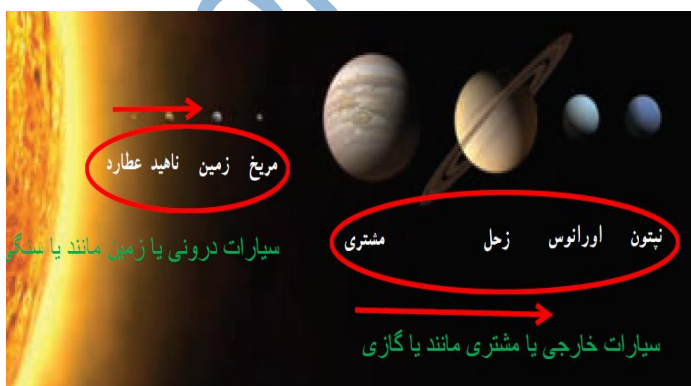 مریخ زمین ناهید عطارد
نپتون اورانوس زحل مشتری
سیارات درونی یا زمین مانند یا سنگی
سیارات خارجی یا مشتری مانند یا گازی